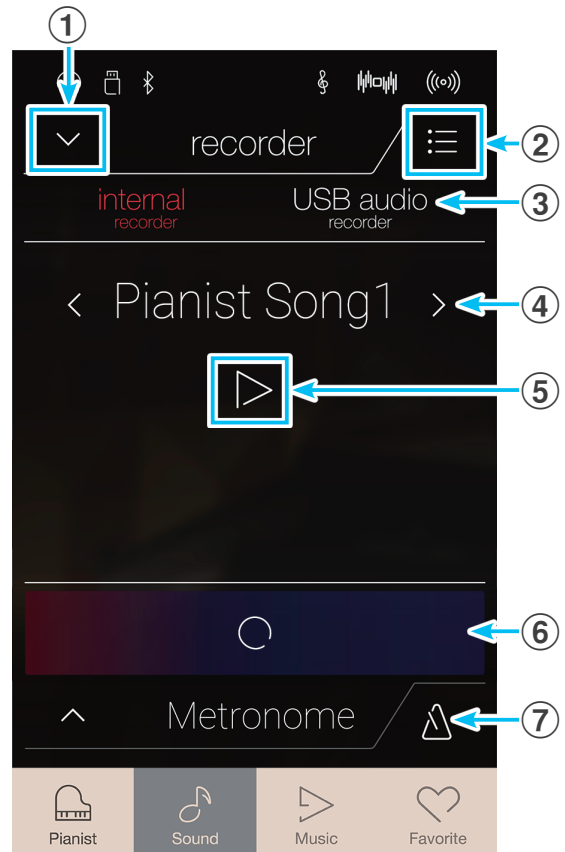 ①
recorder
②
internal
recorder
USB audio
recorder
③
Pianist Song1
④
⑤
⑥
Metronome
⑦
Pianist
Sound
Music
Favorite